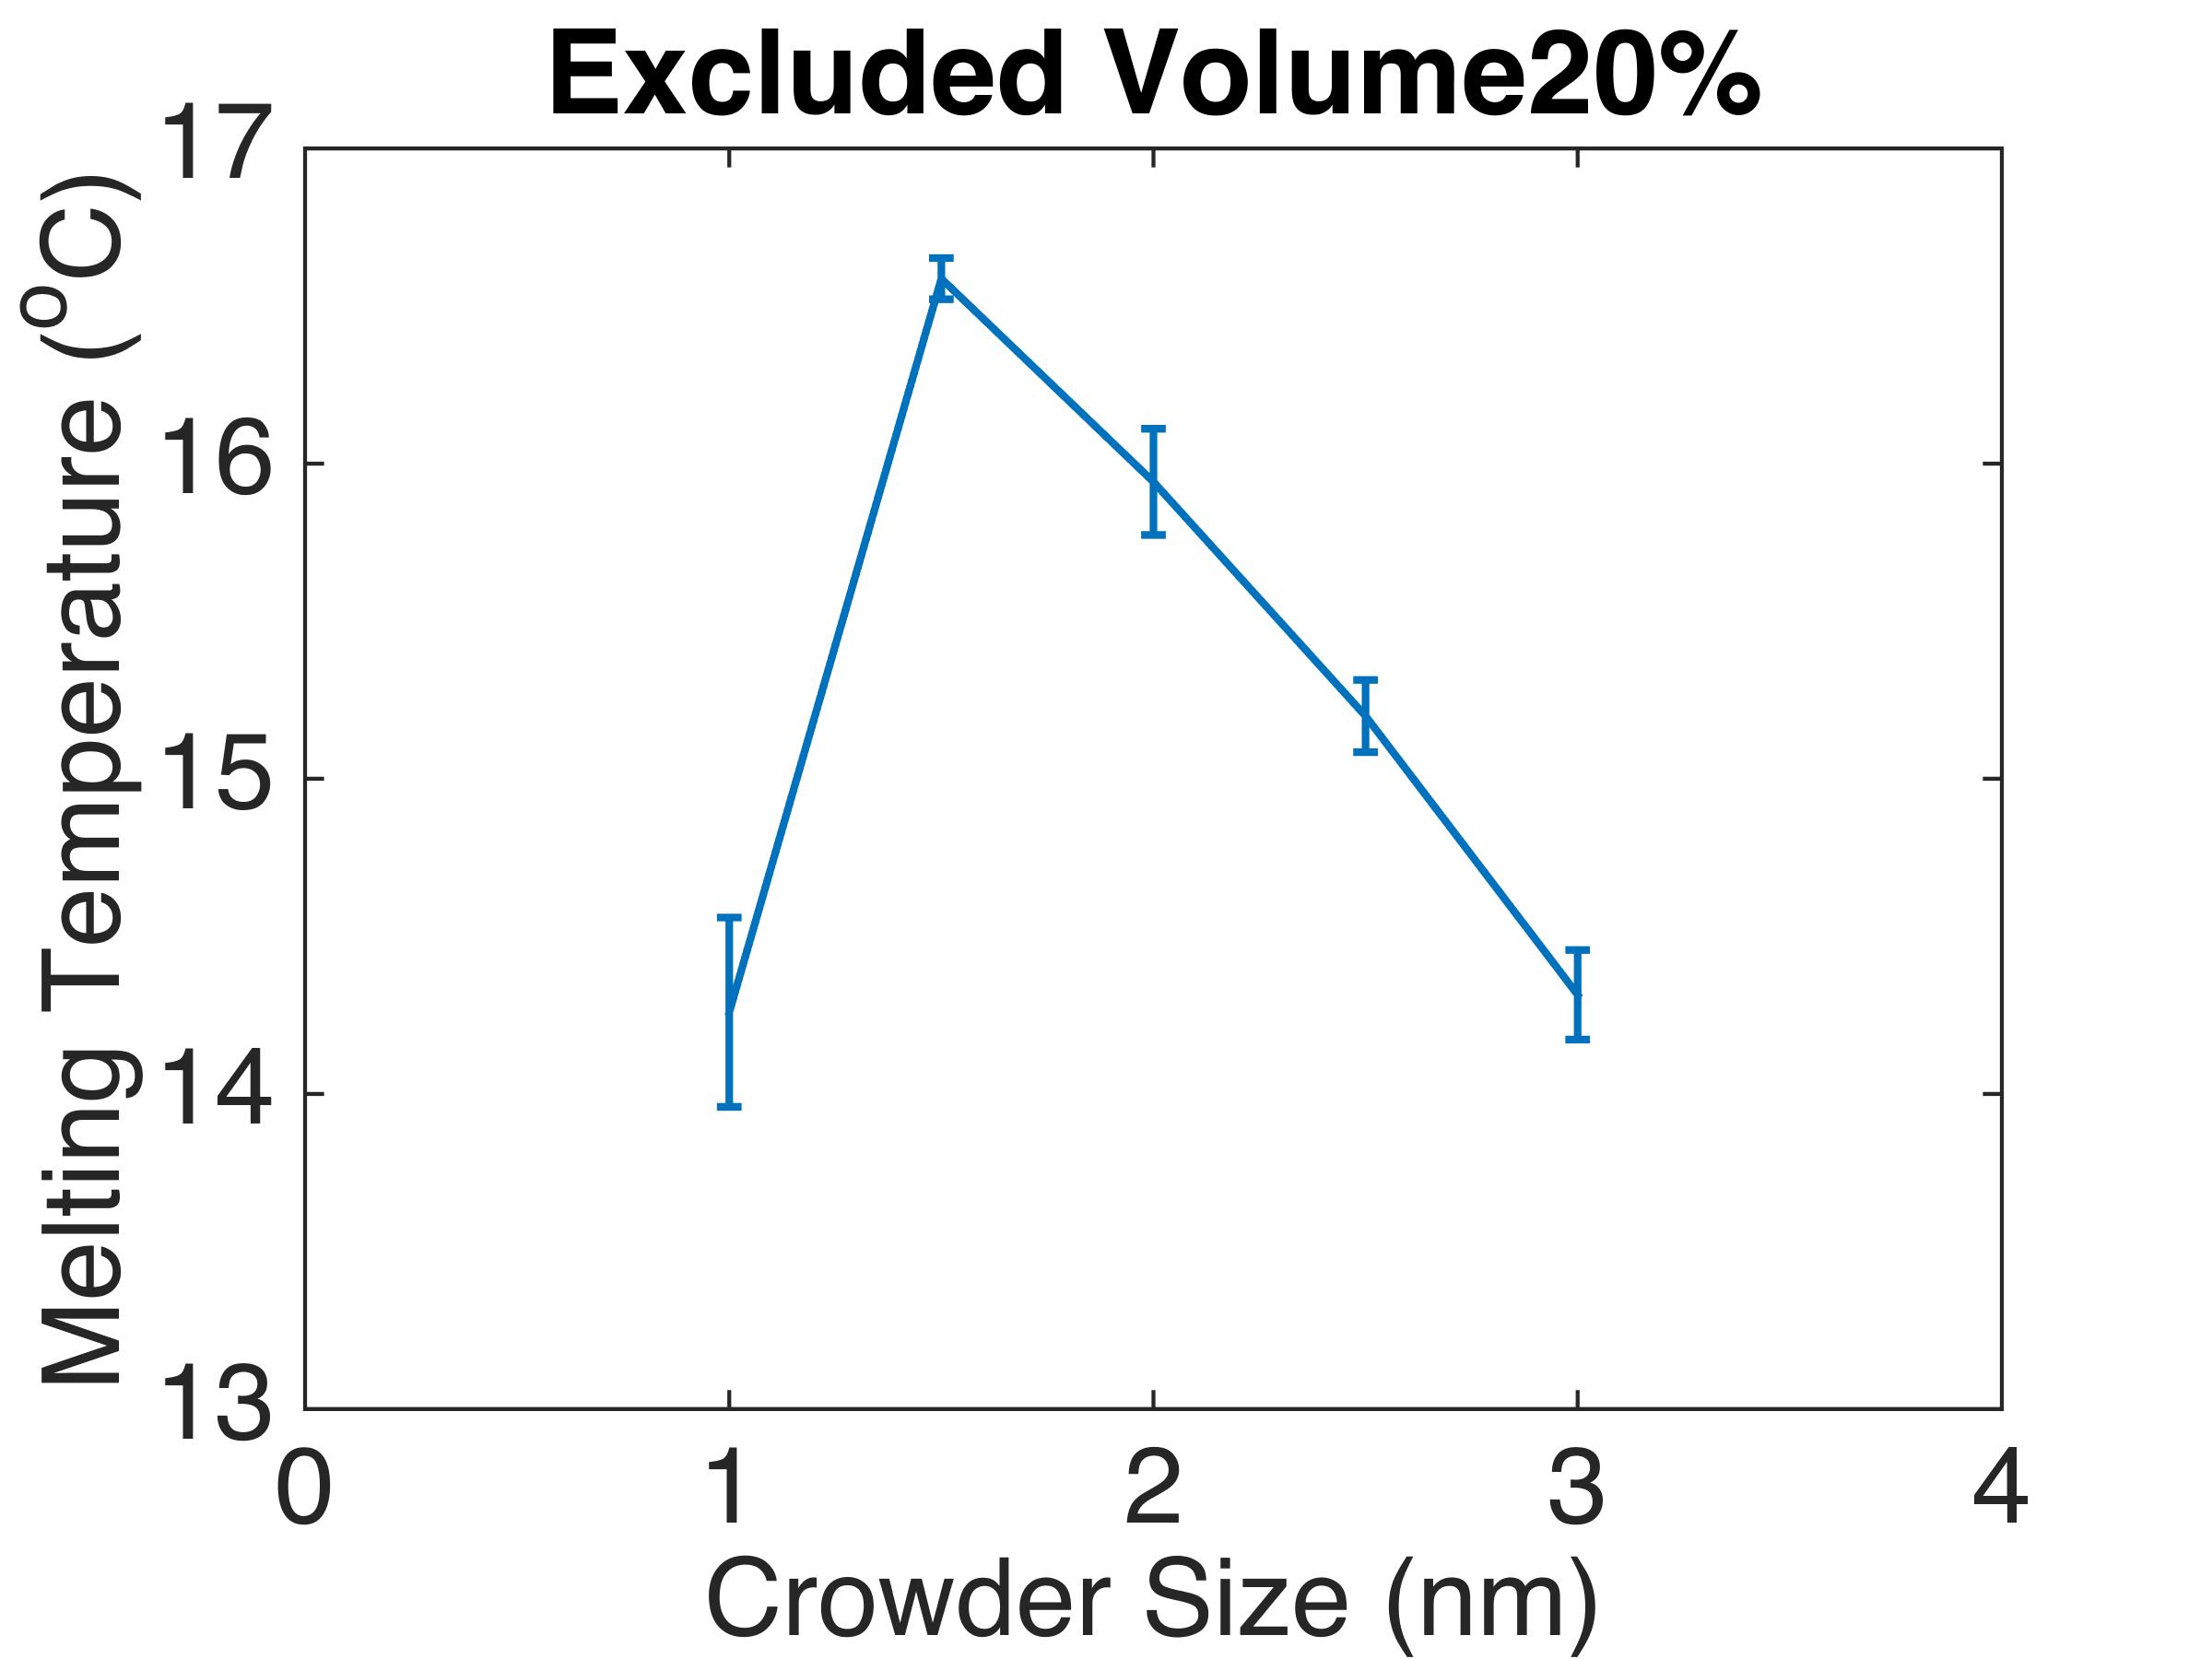 Excluded Volume20%
Melting Temperature (°C)
17
16
15
14
13
0 1 2 3 4
Crowder Size (nm)